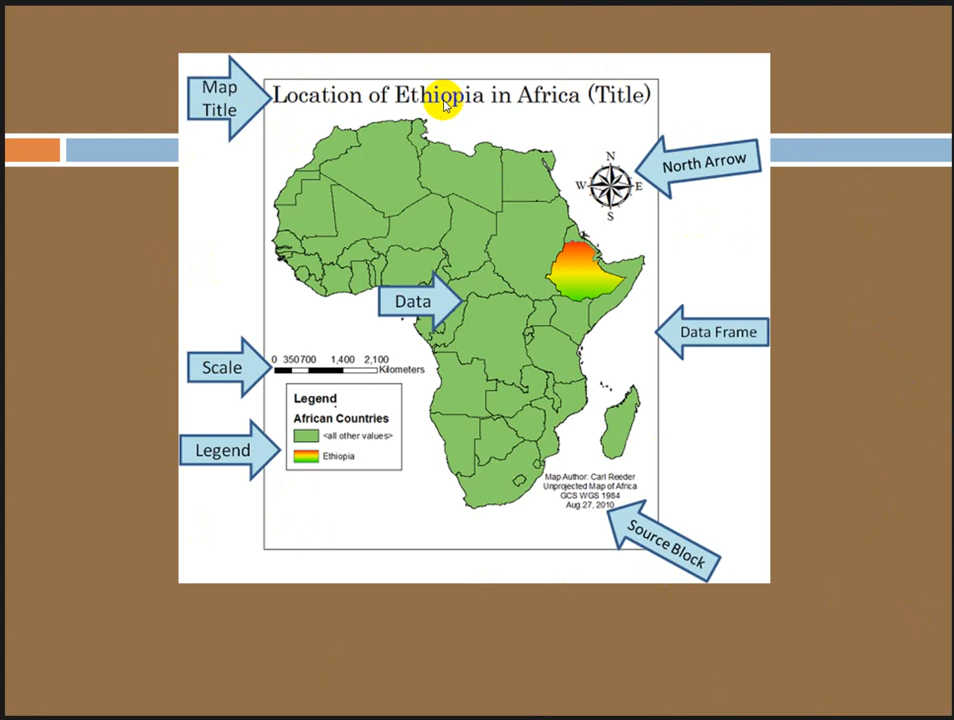 Map
Title
Location of Ethiopia in Africa (Title)
N
W E
S
North Arrow
Data
Data Frame
Scale
0 350 700 1,400 2,100
Kilometers
Legend
Legend
African Countries
<all other values>
Ethiopia
Map Author: Carl Reeder
Unprojected Map of Africa
GCS WGS 1984
Aug.27, 2010
Source Block